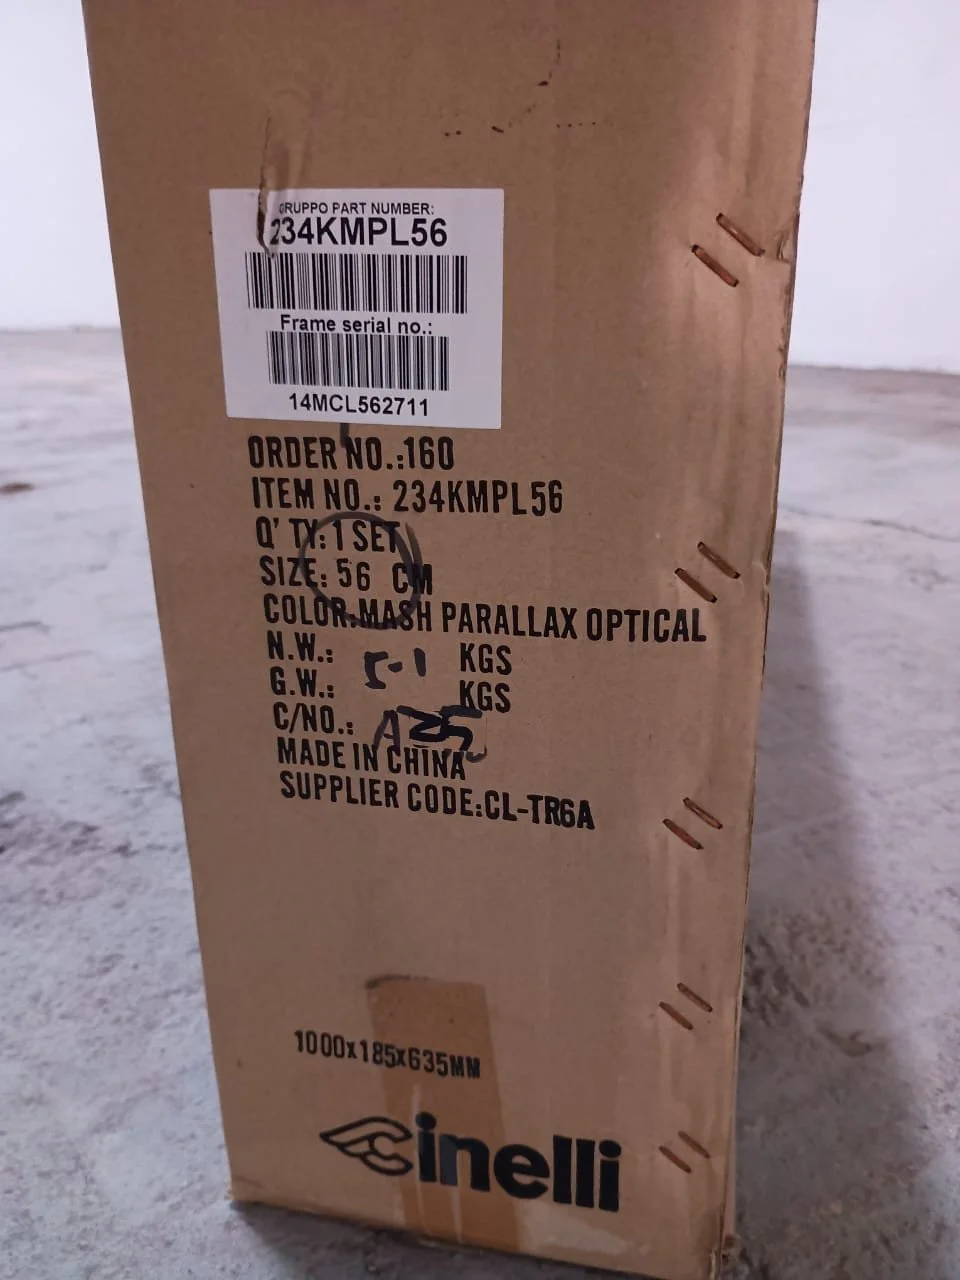 GRUPPO PART NUMBER:
234KMPL56
Frame serial no.:
14MCL562711
ORDER NO.:160
ITEM NO.: 234KMPL56
Q' TY: 1 SET
SIZE: 56 CM
COLOR:MASH PARALLAX OPTICAL
N.W.: 5-1 KGS
G.W.: KGS
C/NO.: A25
MADE IN CHINA
SUPPLIER CODE:CL-TR6A
1000x185x635MM
Cinelli